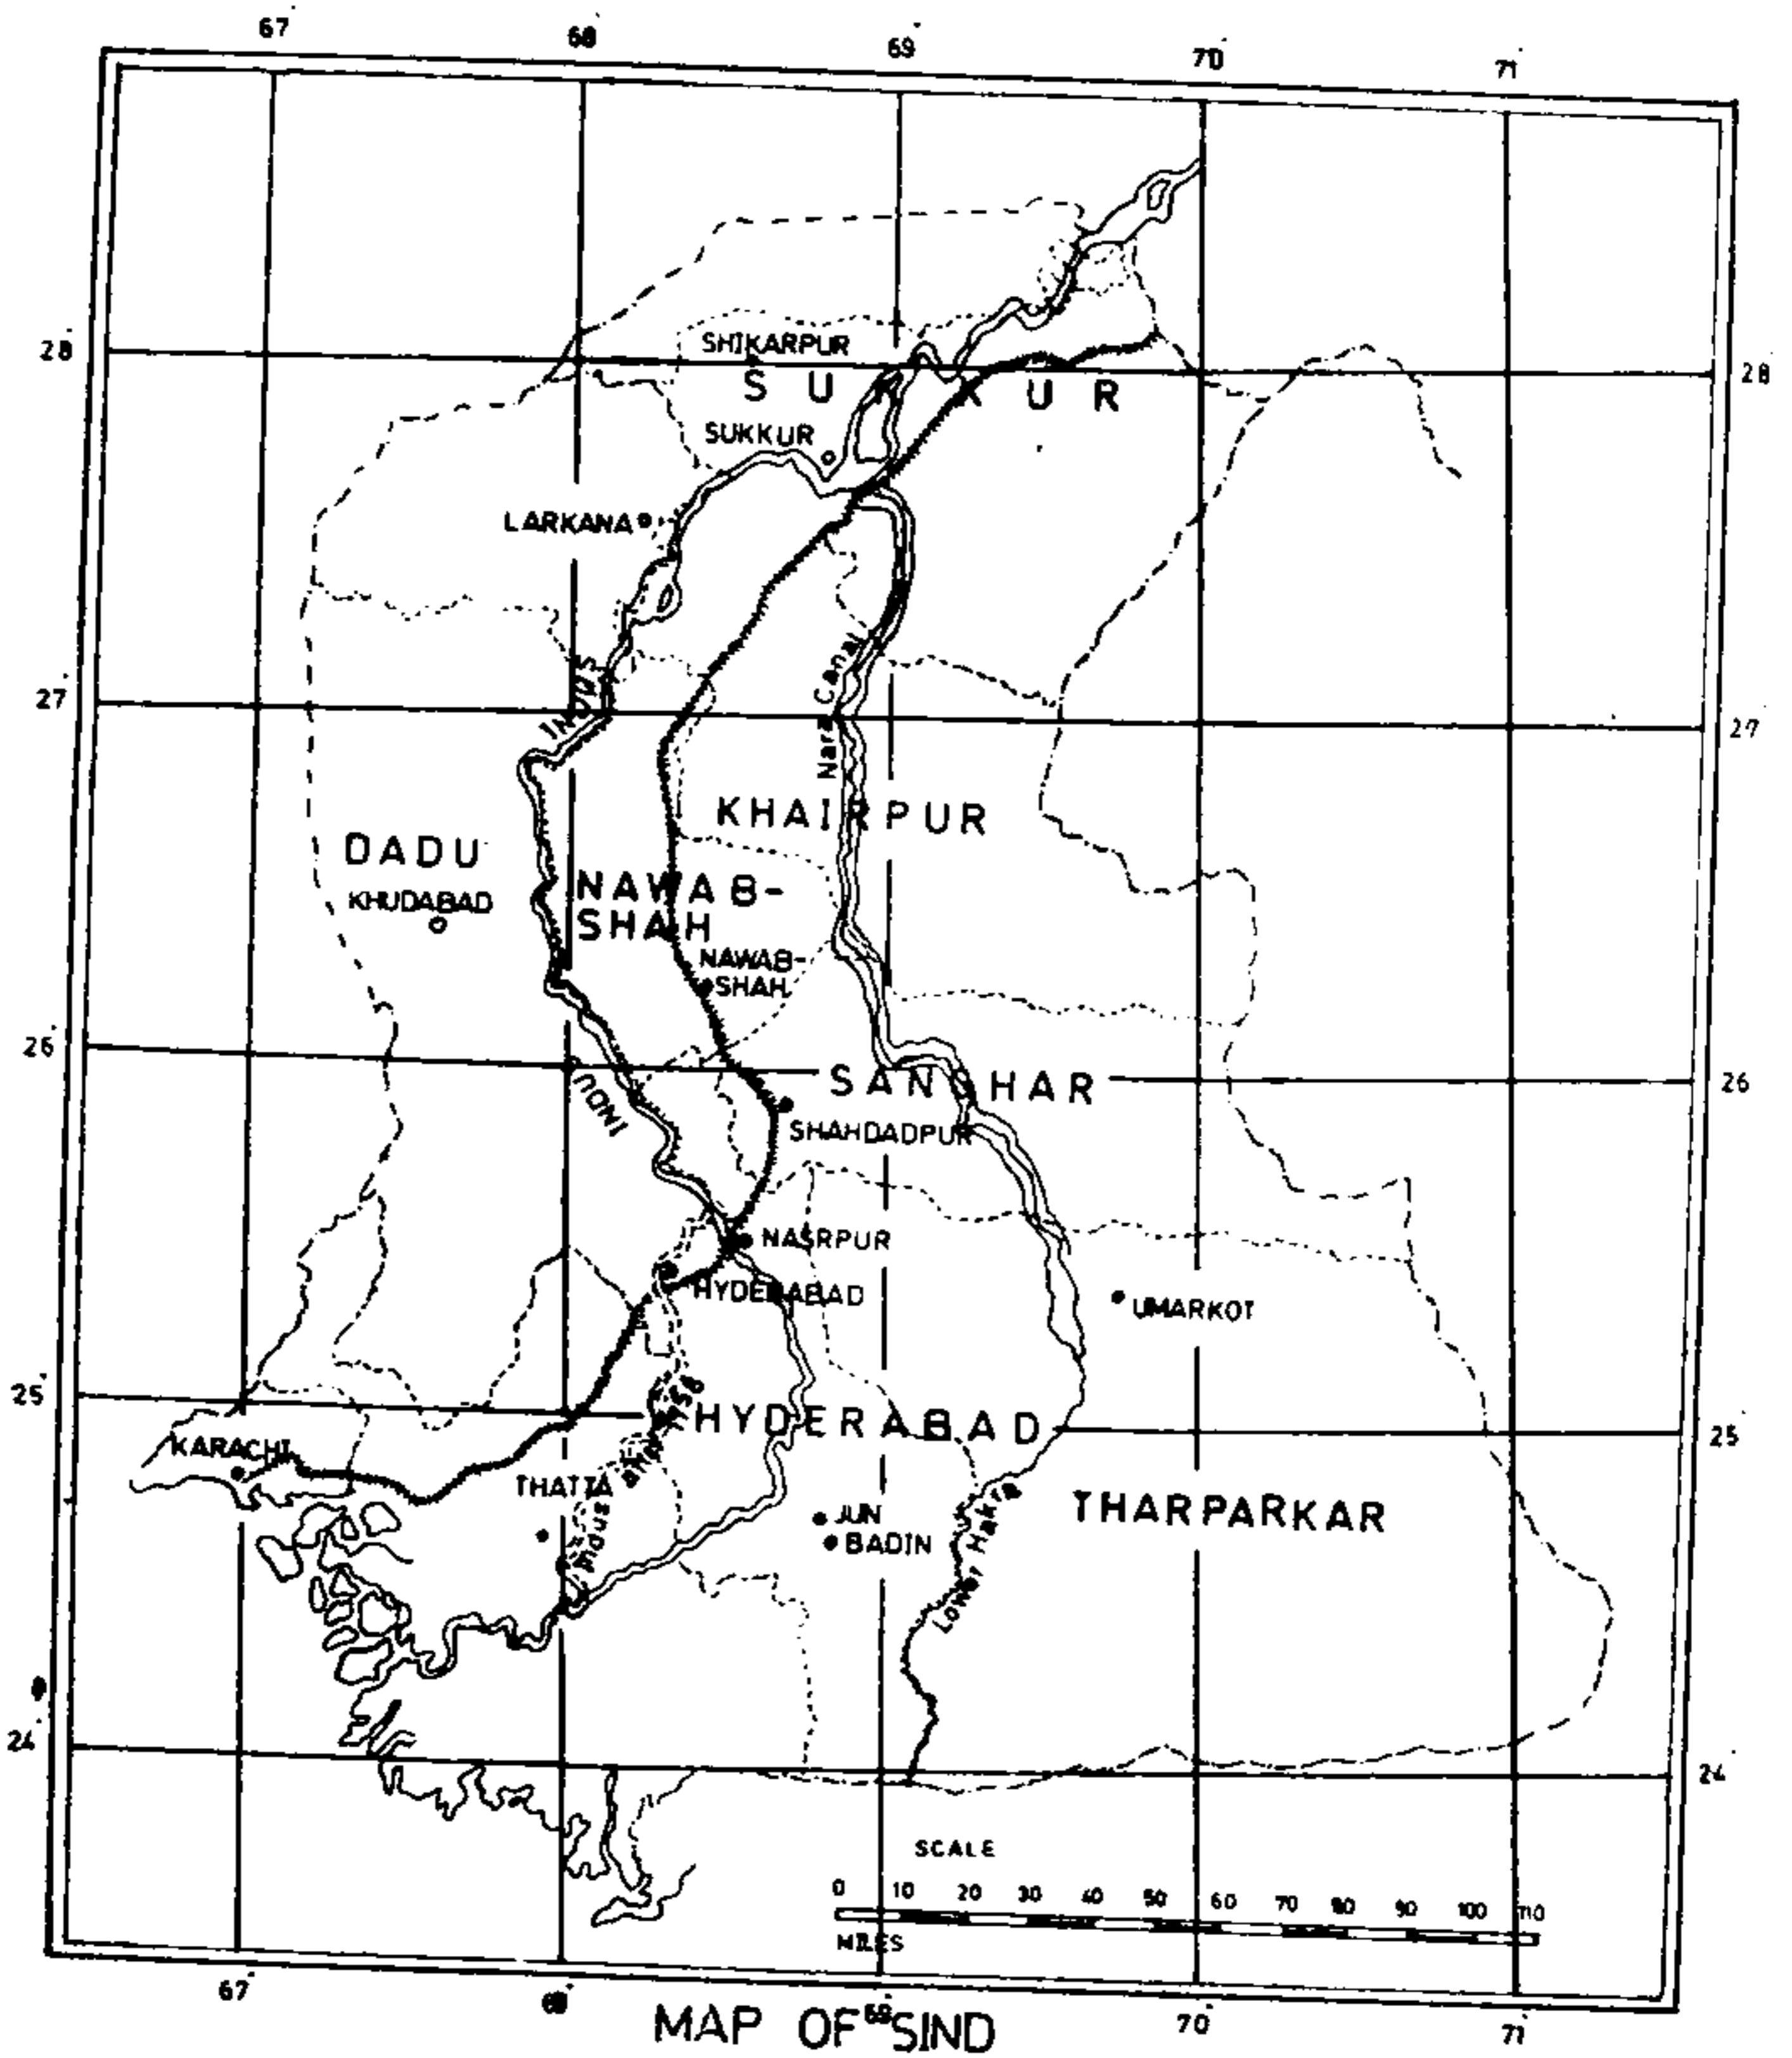 67 68 69 70 71
28
SHIKARPUR
28
SUKKUR
SUKKUR
LARKANA
INDUS
Nara Canal
27
27
KHAIRPUR
DADU
KHUDABAD
NAWAB-
SHAH
NAWAB-
SHAH
26
26
INDUS
SANGHAR
SHAHDADPUR
NASRPUR
HYDERABAD
UMARKOT
25
HYDERABAD
25
KARACHI
THATTA
Indus
THARPARKAR
JUN
BADIN
Lower Hakra
24
24
SCALE
0 10 20 30 40 50 60 70 80 90 100 110
MILES
67 68 69 70 71
MAP OF SIND